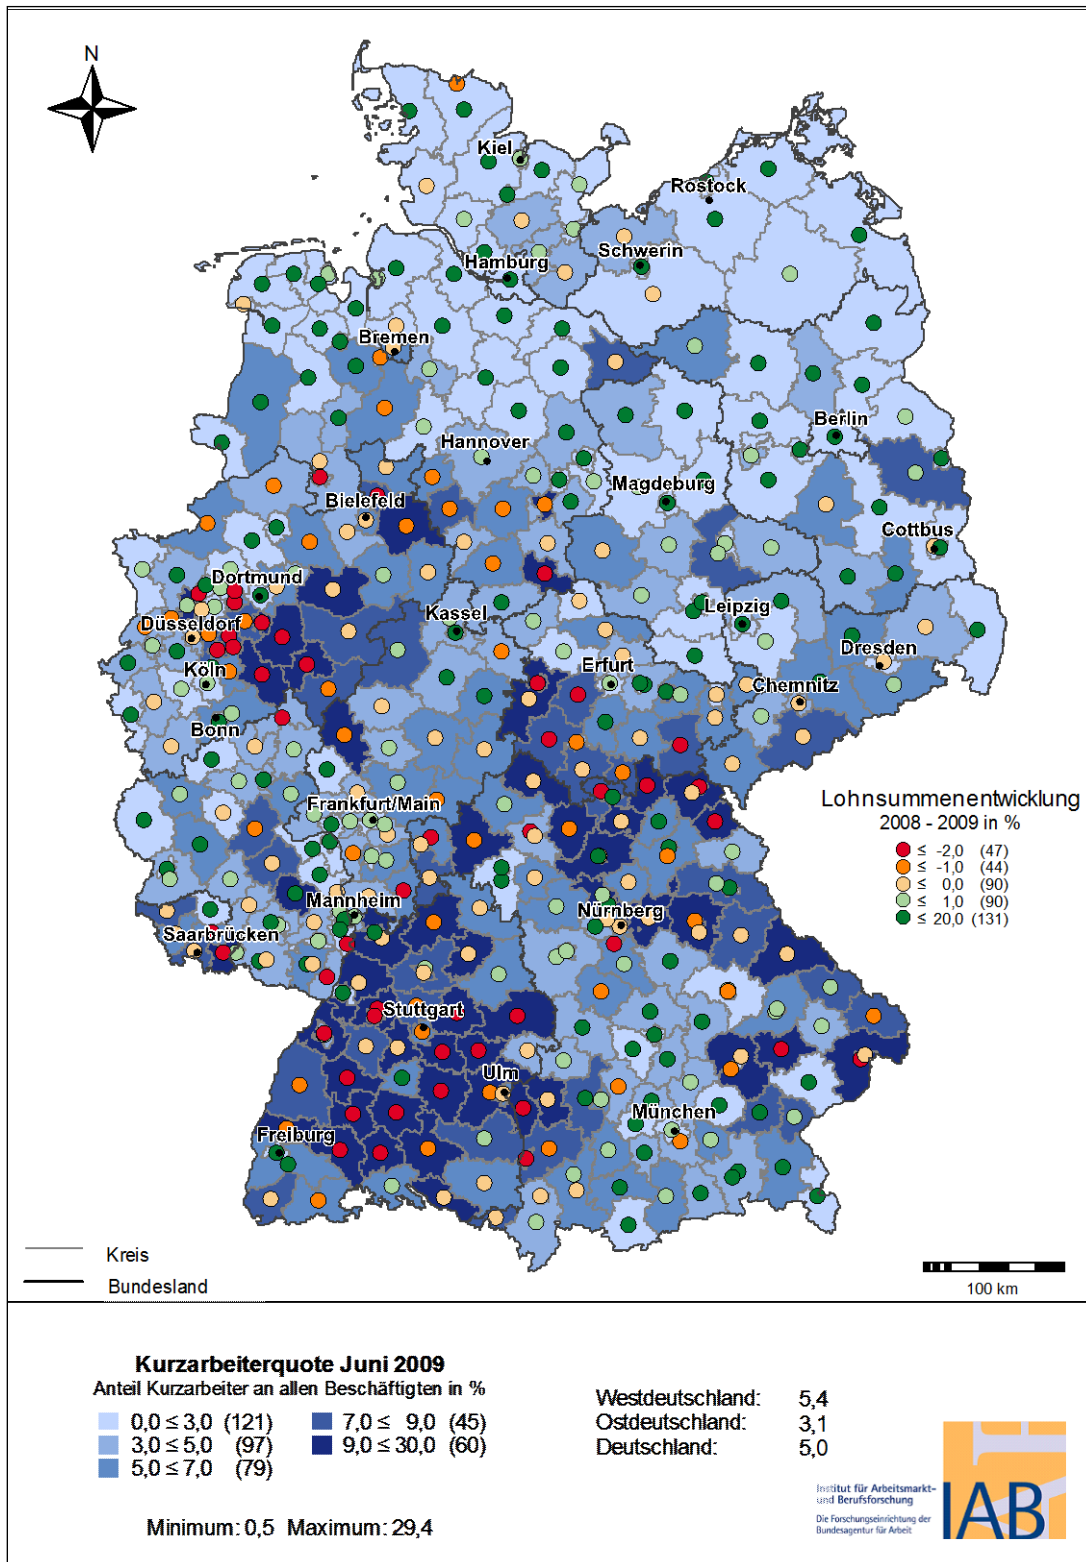 N
Kiel
Rostock
Schwerin
Hamburg
Bremen
Berlin
Hannover
Magdeburg
Bielefeld
Cottbus
Dortmund
Leipzig
Kassel
Düsseldorf
Dresden
Köln
Erfurt
Chemnitz
Bonn
Frankfurt/Main
Lohnsummenentwicklung
2008 - 2009 in %
≤ -2,0 (47)
≤ -1,0 (44)
≤ 0,0 (90)
≤ 1,0 (90)
≤ 20,0 (131)
Mannheim
Nürnberg
Saarbrücken
Stuttgart
Ulm
München
Freiburg
Kreis
Bundesland
100 km
Kurzarbeiterquote Juni 2009
Anteil Kurzarbeiter an allen Beschäftigten in %
0,0 ≤ 3,0 (121) 7,0 ≤ 9,0 (45)
3,0 ≤ 5,0 (97) 9,0 ≤ 30,0 (60)
5,0 ≤ 7,0 (79)
Minimum: 0,5 Maximum: 29,4
Westdeutschland: 5,4
Ostdeutschland: 3,1
Deutschland: 5,0
Institut für Arbeitsmarkt-
und Berufsforschung
Die Forschungseinrichtung der
Bundesagentur für Arbeit
IAB